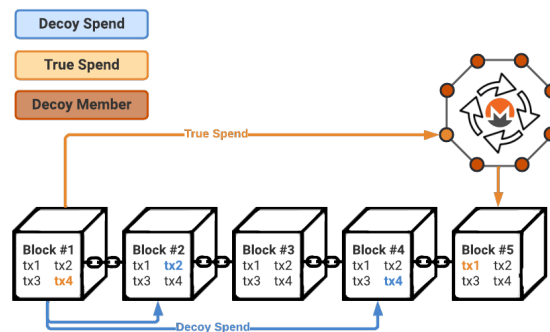 Decoy Spend
True Spend
Decoy Member
True Spend
Block #1
tx1 tx2
tx3 tx4
Block #2
tx1 tx2
tx3 tx4
Block #3
tx1 tx2
tx3 tx4
Block #4
tx1 tx2
tx3 tx4
Block #5
tx1 tx2
tx3 tx4
Decoy Spend